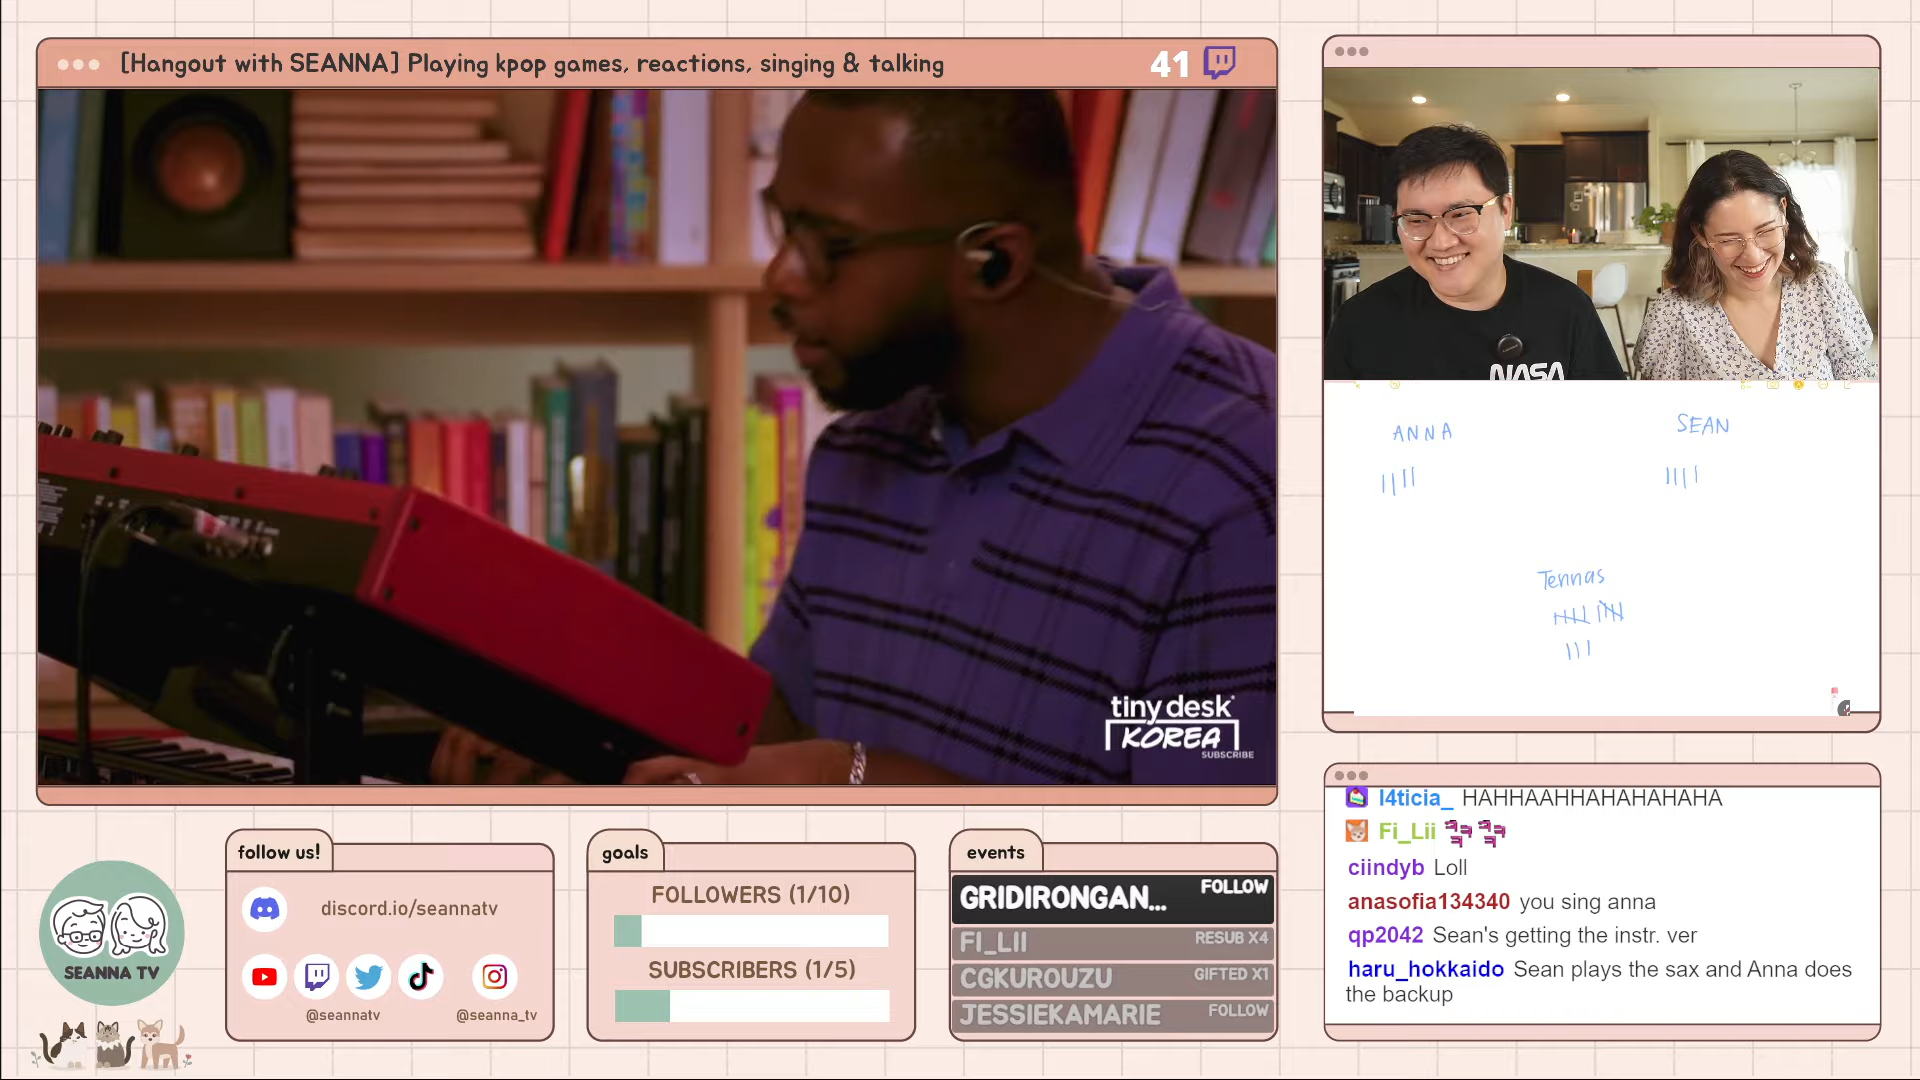 [Hangout with SEANNA] Playing kpop games, reactions, singing & talking
41
tiny desk
KOREA
SUBSCRIBE
NASA
ANNA
SEAN
Tennas
l4ticia_ HAHHAAHHAHAHAHAHA
Fi_Lii ㅋㅋㅋ ㅋㅋㅋ
ciindyb Loll
anasofia134340 you sing anna
qp2042 Sean's getting the instr. ver
haru_hokkaido Sean plays the sax and Anna does
the backup
SEANNA TV
follow us!
discord.io/seannatv
@seannatv
@seanna_tv
goals
FOLLOWERS (1/10)
SUBSCRIBERS (1/5)
events
GRIDIRONGAN... FOLLOW
FI_LII RESUB X4
CGKUROUZU GIFTED X1
JESSIEKAMARIE FOLLOW